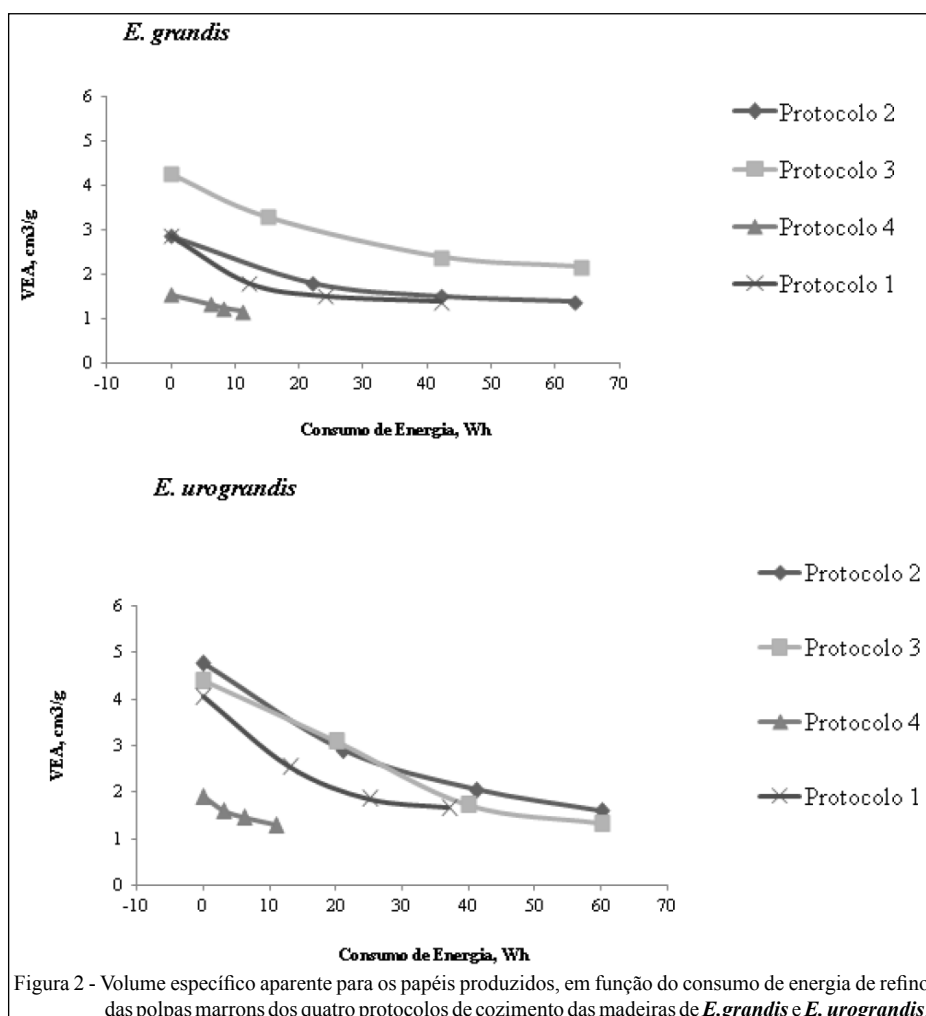 E. grandis
6
5
4
3
2
1
0
VEA, cm3/g
-10 0 10 20 30 40 50 60 70
Consumo de Energia, Wh
Protocolo 2
Protocolo 3
Protocolo 4
Protocolo 1
E. urograndis
6
5
4
3
2
1
0
VEA, cm3/g
-10 0 10 20 30 40 50 60 70
Consumo de Energia, Wh
Protocolo 2
Protocolo 3
Protocolo 4
Protocolo 1
Figura 2 - Volume específico aparente para os papéis produzidos, em função do consumo de energia de refino
das polpas marrons dos quatro protocolos de cozimento das madeiras de E.grandis e E. urograndis